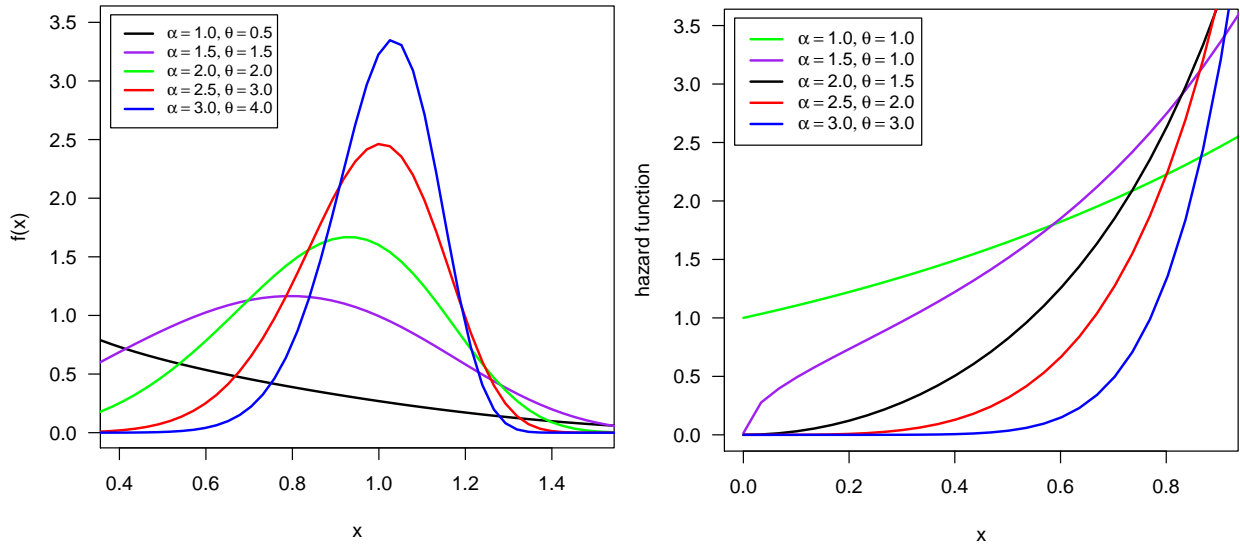 3.5
3.0
2.5
2.0
1.5
1.0
0.5
0.0
f(x)
α = 1.0, θ = 0.5
α = 1.5, θ = 1.5
α = 2.0, θ = 2.0
α = 2.5, θ = 3.0
α = 3.0, θ = 4.0
0.4 0.6 0.8 1.0 1.2 1.4
x
3.5
3.0
2.5
2.0
1.5
1.0
0.5
0.0
hazard function
α = 1.0, θ = 1.0
α = 1.5, θ = 1.0
α = 2.0, θ = 1.5
α = 2.5, θ = 2.0
α = 3.0, θ = 3.0
0.0 0.2 0.4 0.6 0.8
x